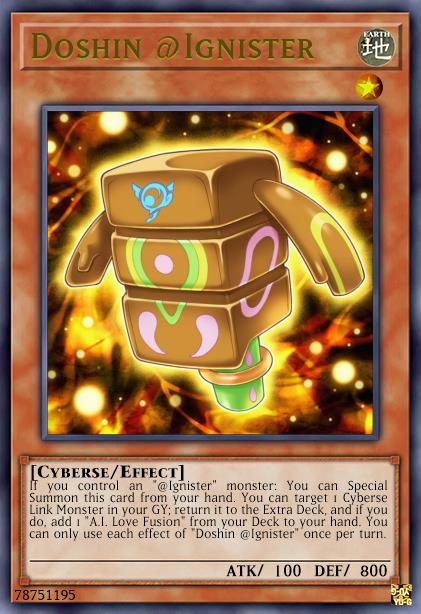 Doshin @Ignister
EARTH
地
[Cyberse/Effect]
If you control an "@Ignister" monster: You can Special
Summon this card from your hand. You can target 1 Cyberse
Link Monster in your GY; return it to the Extra Deck, and if you
do, add 1 "A.I. Love Fusion" from your Deck to your hand. You
can only use each effect of "Doshin @Ignister" once per turn.
ATK/ 100 DEF/ 800
78751195